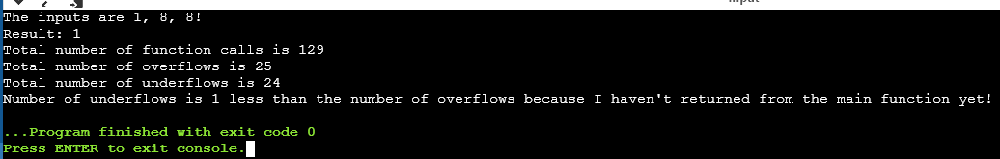 input
The inputs are 1, 8, 8!
Result: 1
Total number of function calls is 129
Total number of overflows is 25
Total number of underflows is 24
Number of underflows is 1 less than the number of overflows because I haven't returned from the main function yet!
...Program finished with exit code 0
Press ENTER to exit console.